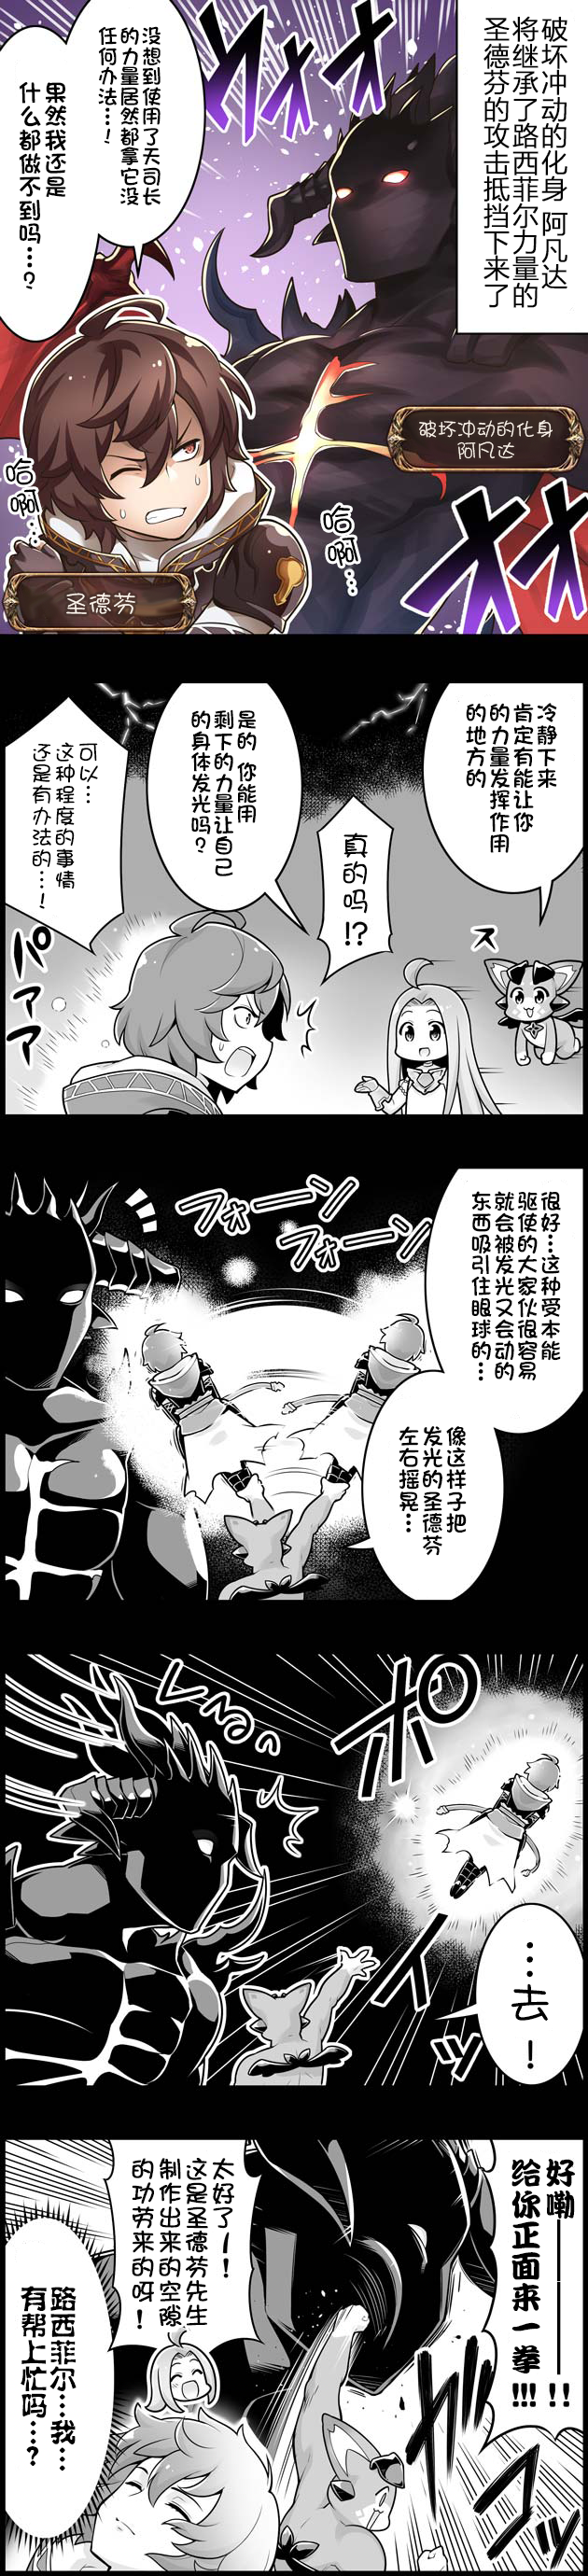 破坏冲动的化身 阿凡达
将继承了路西菲尔力量的
圣德芬的攻击抵挡下来了
没想到使用了天司长
的力量居然都拿它没
任何办法…！
果然我还是
什么都做不到吗…？
破坏冲动的化身
阿凡达
哈啊…
哈啊…
圣德芬
冷静下来
肯定有能让你
的力量发挥作用
的地方的
真的吗!?
是的 你能用
剩下的力量让自己
的身体发光吗？
可以…
这种程度的事情
还是有办法的…！
ス
パァァ
很好…这种受本能
驱使的大家伙很容易
就会被发光又会动的
东西吸引住眼球的…
フォーン
フォーン
像这样子把
发光的圣德芬
左右摇晃…
ポイッ
…去！
好嘞——
给你正面来一拳
!!!!!
太好了！！
这是圣德芬先生
制作出来的空隙
的功劳来的呀！
路西菲尔…我…
有帮上忙吗…？